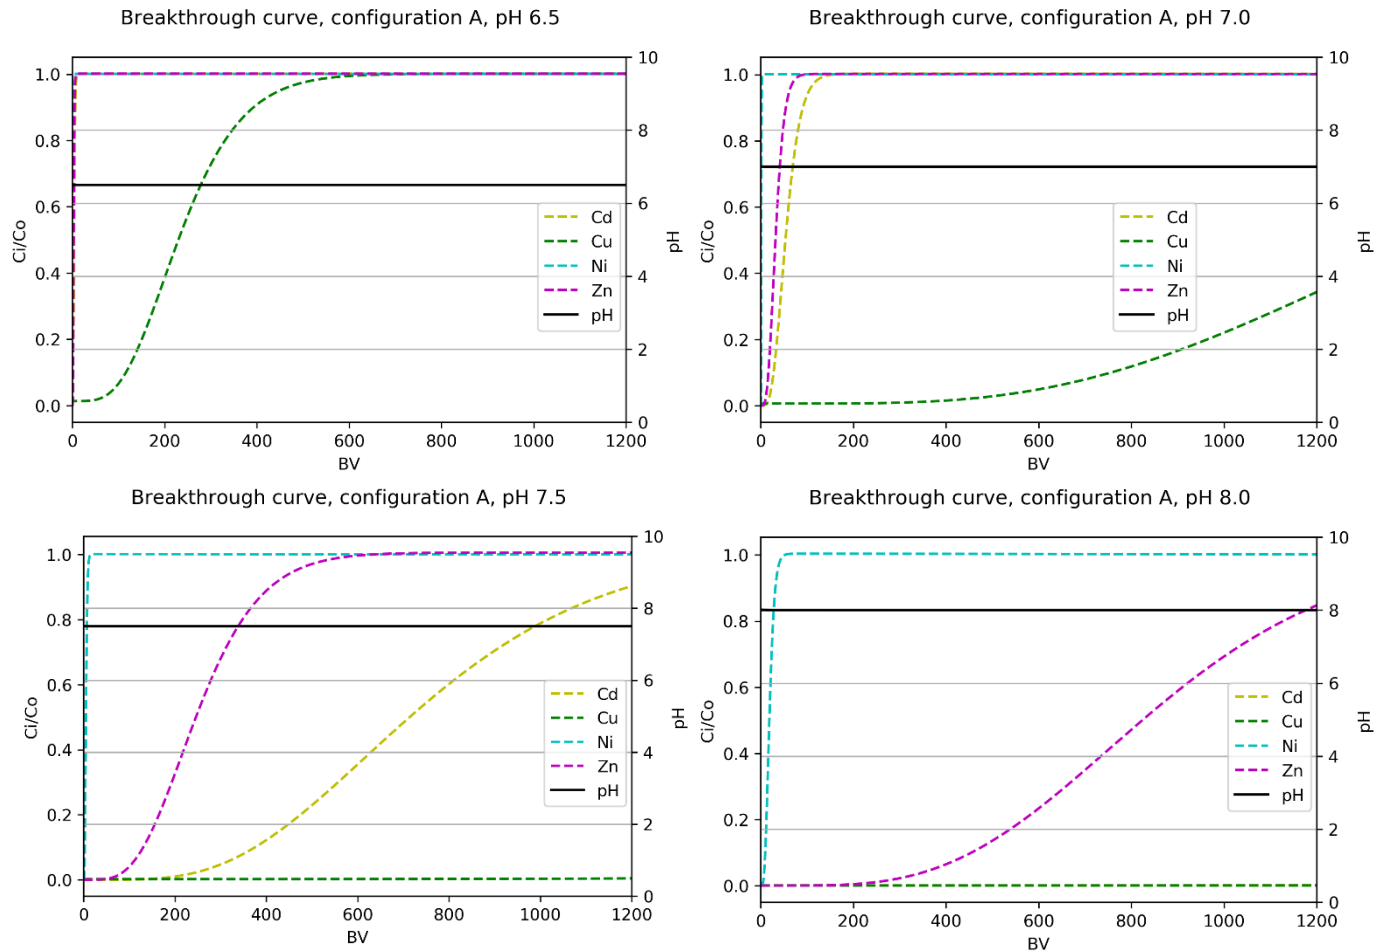 Breakthrough curve, configuration A, pH 6.5
1.0
0.8
0.6
0.4
0.2
0.0
Ci/Co
10
8
6
4
2
0
pH
Cd
Cu
Ni
Zn
pH
0 200 400 600 800 1000 1200
BV
Breakthrough curve, configuration A, pH 7.0
1.0
0.8
0.6
0.4
0.2
0.0
Ci/Co
10
8
6
4
2
0
pH
Cd
Cu
Ni
Zn
pH
0 200 400 600 800 1000 1200
BV
Breakthrough curve, configuration A, pH 7.5
1.0
0.8
0.6
0.4
0.2
0.0
Ci/Co
10
8
6
4
2
0
pH
Cd
Cu
Ni
Zn
pH
0 200 400 600 800 1000 1200
BV
Breakthrough curve, configuration A, pH 8.0
1.0
0.8
0.6
0.4
0.2
0.0
Ci/Co
10
8
6
4
2
0
pH
Cd
Cu
Ni
Zn
pH
0 200 400 600 800 1000 1200
BV